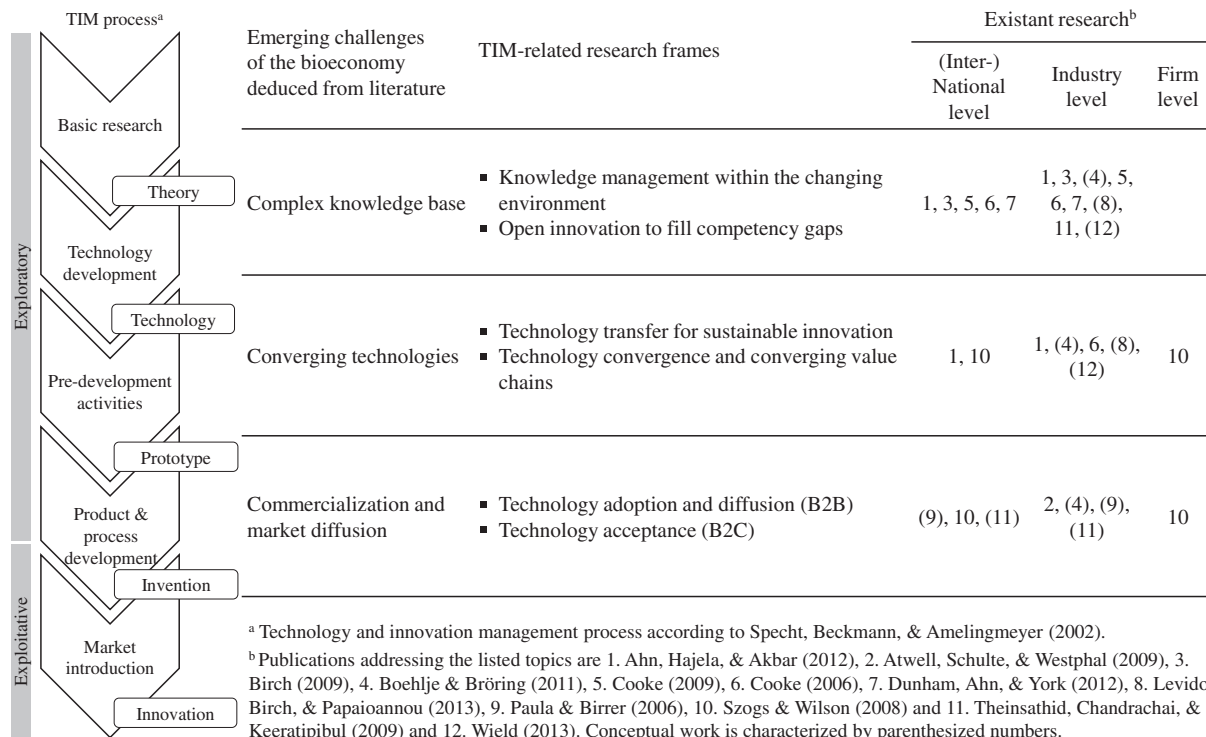 TIM processᵃ
Exploratory
Exploitative
Basic research
Theory
Technology
development
Technology
Pre-development
activities
Prototype
Product &
process
development
Invention
Market
introduction
Innovation
Emerging challenges
of the bioeconomy
deduced from literature
TIM-related research frames
Existant researchᵇ
(Inter-)
National
level
Industry
level
Firm
level
Complex knowledge base
▪ Knowledge management within the changing
environment
▪ Open innovation to fill competency gaps
1, 3, 5, 6, 7
1, 3, (4), 5,
6, 7, (8),
11, (12)
Converging technologies
▪ Technology transfer for sustainable innovation
▪ Technology convergence and converging value
chains
1, 10
1, (4), 6, (8),
(12)
10
Commercialization and
market diffusion
▪ Technology adoption and diffusion (B2B)
▪ Technology acceptance (B2C)
(9), 10, (11)
2, (4), (9),
(11)
10
ᵃ Technology and innovation management process according to Specht, Beckmann, & Amelingmeyer (2002).
ᵇ Publications addressing the listed topics are 1. Ahn, Hajela, & Akbar (2012), 2. Atwell, Schulte, & Westphal (2009), 3.
Birch (2009), 4. Boehlje & Bröring (2011), 5. Cooke (2009), 6. Cooke (2006), 7. Dunham, Ahn, & York (2012), 8. Levido
Birch, & Papaioannou (2013), 9. Paula & Birrer (2006), 10. Szogs & Wilson (2008) and 11. Theinsathid, Chandrachai, &
Keeratipibul (2009) and 12. Wield (2013). Conceptual work is characterized by parenthesized numbers.